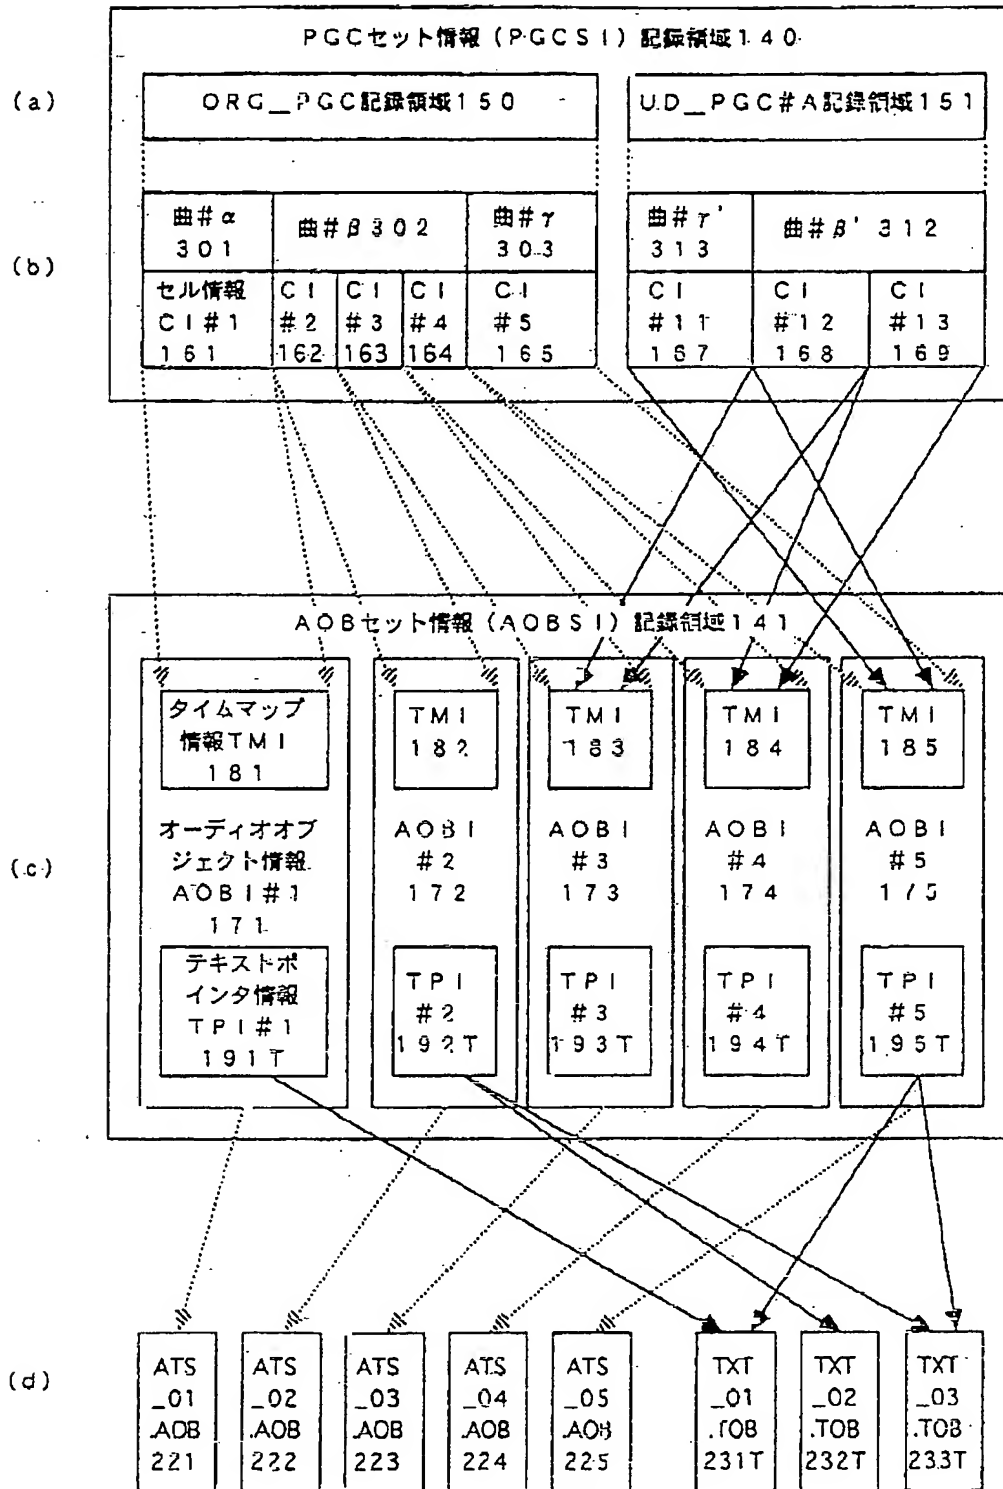 PGCセット情報（PGCSI）記録領域140
(a)
ORG__PGC記録領域150
UD__PGC#A記録領域151
(b)
曲#α
301
曲#β302
曲#γ
303
曲#γ'
313
曲#β' 312
セル情報
CI#1
161
CI
#2
162
CI
#3
163
CI
#4
164
CI
#5
165
CI
#11
167
CI
#12
168
CI
#13
169
AOBセット情報（AOBSI）記録領域141
(c)
タイムマップ
情報TMI
181
TMI
182
TMI
183
TMI
184
TMI
185
オーディオオブ
ジェクト情報
AOBI#1
171
AOBI
#2
172
AOBI
#3
173
AOBI
#4
174
AOBI
#5
175
テキストポ
インタ情報
TPI#1
191T
TPI
#2
192T
TPI
#3
193T
TPI
#4
194T
TPI
#5
195T
(d)
ATS
_01
.AOB
221
ATS
_02
.AOB
222
ATS
_03
.AOB
223
ATS
_04
.AOB
224
ATS
_05
.AOB
225
TXT
_01
.TOB
231T
TXT
_02
.TOB
232T
TXT
_03
.TOB
233T